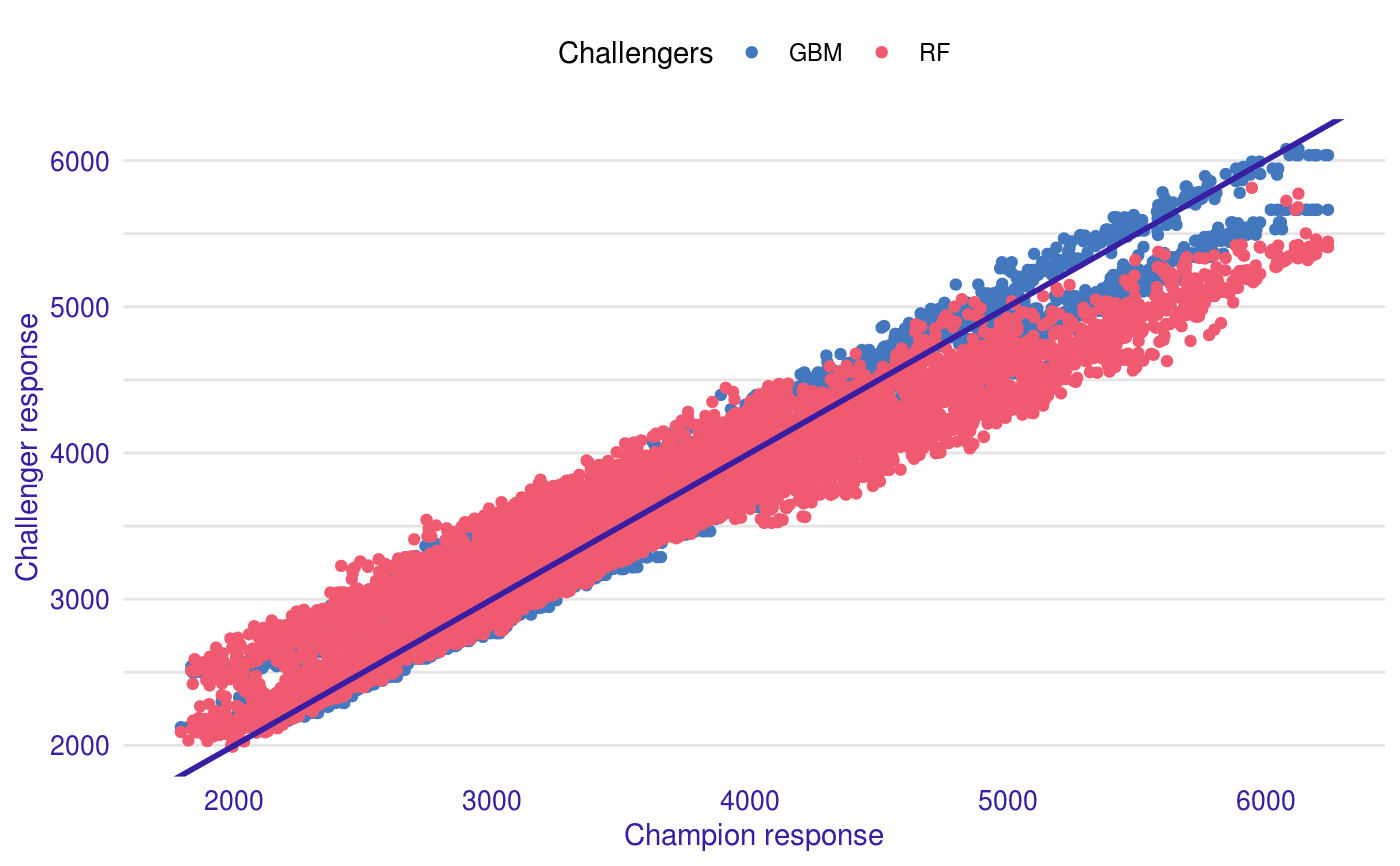 Challengers GBM RF
6000
5000
4000
3000
2000
Challenger response
2000 3000 4000 5000 6000
Champion response